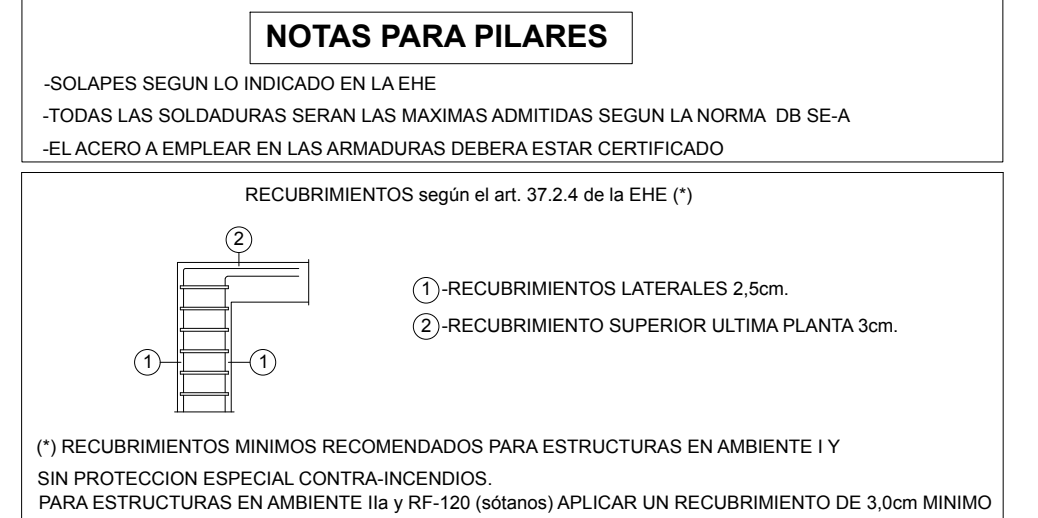 NOTAS PARA PILARES
-SOLAPES SEGUN LO INDICADO EN LA EHE
-TODAS LAS SOLDADURAS SERAN LAS MAXIMAS ADMITIDAS SEGUN LA NORMA DB SE-A
-EL ACERO A EMPLEAR EN LAS ARMADURAS DEBERA ESTAR CERTIFICADO
RECUBRIMIENTOS según el art. 37.2.4 de la EHE (*)
2
1 1
1 -RECUBRIMIENTOS LATERALES 2,5cm.
2 -RECUBRIMIENTO SUPERIOR ULTIMA PLANTA 3cm.
(*) RECUBRIMIENTOS MINIMOS RECOMENDADOS PARA ESTRUCTURAS EN AMBIENTE I Y
SIN PROTECCION ESPECIAL CONTRA-INCENDIOS.
PARA ESTRUCTURAS EN AMBIENTE IIa y RF-120 (sótanos) APLICAR UN RECUBRIMIENTO DE 3,0cm MINIMO